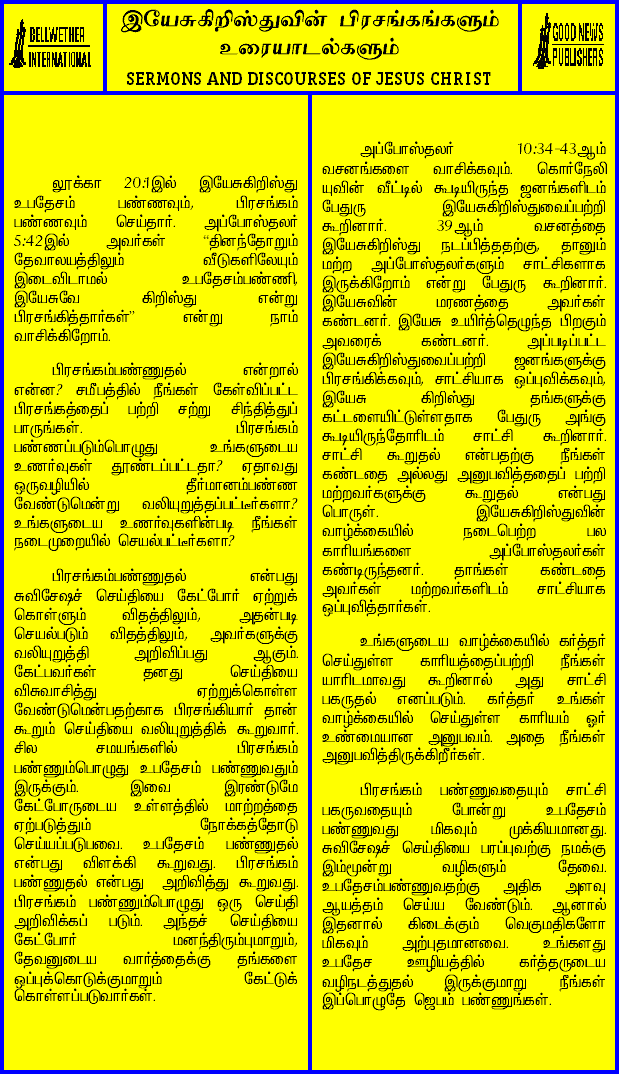 BELLWETHER
INTERNATIONAL
இயேசுகிறிஸ்துவின் பிரசங்கங்களும்
உரையாடல்களும்
SERMONS AND DISCOURSES OF JESUS CHRIST
GOOD NEWS
PUBLISHERS
லூக்கா 20:1இல் இயேசுகிறிஸ்து
உபதேசம் பண்ணவும், பிரசங்கம்
பண்ணவும் செய்தார். அப்போஸ்தலர்
5:42இல் அவர்கள் “தினந்தோறும்
தேவாலயத்திலும் வீடுகளிலேயும்
இடைவிடாமல் உபதேசம்பண்ணி,
இயேசுவே கிறிஸ்து என்று
பிரசங்கித்தார்கள்” என்று நாம்
வாசிக்கிறோம்.
பிரசங்கம்பண்ணுதல் என்றால்
என்ன? சமீபத்தில் நீங்கள் கேள்விப்பட்ட
பிரசங்கத்தைப் பற்றி சற்று சிந்தித்துப்
பாருங்கள். பிரசங்கம்
பண்ணப்படும்பொழுது உங்களுடைய
உணர்வுகள் தூண்டப்பட்டதா? ஏதாவது
ஒருவழியில் தீர்மானம்பண்ண
வேண்டுமென்று வலியுறுத்தப்பட்டீர்களா?
உங்களுடைய உணர்வுகளின்படி நீங்கள்
நடைமுறையில் செயல்பட்டீர்களா?
பிரசங்கம்பண்ணுதல் என்பது
சுவிசேஷச் செய்தியை கேட்போர் ஏற்றுக்
கொள்ளும் விதத்திலும், அதன்படி
செயல்படும் விதத்திலும், அவர்களுக்கு
வலியுறுத்தி அறிவிப்பது ஆகும்.
கேட்பவர்கள் தனது செய்தியை
விசுவாசித்து ஏற்றுக்கொள்ள
வேண்டுமென்பதற்காக பிரசங்கியார் தான்
கூறும் செய்தியை வலியுறுத்திக் கூறுவார்.
சில சமயங்களில் பிரசங்கம்
பண்ணும்பொழுது உபதேசம் பண்ணுவதும்
இருக்கும். இவை இரண்டுமே
கேட்போருடைய உள்ளத்தில் மாற்றத்தை
ஏற்படுத்தும் நோக்கத்தோடு
செய்யப்படுபவை. உபதேசம் பண்ணுதல்
என்பது விளக்கி கூறுவது. பிரசங்கம்
பண்ணுதல் என்பது அறிவித்து கூறுவது.
பிரசங்கம் பண்ணும்பொழுது ஒரு செய்தி
அறிவிக்கப் படும். அந்தச் செய்தியை
கேட்போர் மனந்திரும்புமாறும்,
தேவனுடைய வார்த்தைக்கு தங்களை
ஒப்புக்கொடுக்குமாறும் கேட்டுக்
கொள்ளப்படுவார்கள்.
அப்போஸ்தலர் 10:34-43ஆம்
வசனங்களை வாசிக்கவும். கொர்நேலி
யுவின் வீட்டில் கூடியிருந்த ஜனங்களிடம்
பேதுரு இயேசுகிறிஸ்துவைப்பற்றி
கூறினார். 39ஆம் வசனத்தை
இயேசுகிறிஸ்து நடப்பித்ததற்கு, தானும்
மற்ற அப்போஸ்தலர்களும் சாட்சிகளாக
இருக்கிறோம் என்று பேதுரு கூறினார்.
இயேசுவின் மரணத்தை அவர்கள்
கண்டனர். இயேசு உயிர்த்தெழுந்த பிறகும்
அவரைக் கண்டனர். அப்படிப்பட்ட
இயேசுகிறிஸ்துவைப்பற்றி ஜனங்களுக்கு
பிரசங்கிக்கவும், சாட்சியாக ஒப்புவிக்கவும்,
இயேசு கிறிஸ்து தங்களுக்கு
கட்டளையிட்டுள்ளதாக பேதுரு அங்கு
கூடியிருந்தோரிடம் சாட்சி கூறினார்.
சாட்சி கூறுதல் என்பதற்கு நீங்கள்
கண்டதை அல்லது அனுபவித்ததைப் பற்றி
மற்றவர்களுக்கு கூறுதல் என்பது
பொருள். இயேசுகிறிஸ்துவின்
வாழ்க்கையில் நடைபெற்ற பல
காரியங்களை அப்போஸ்தலர்கள்
கண்டிருந்தனர். தாங்கள் கண்டதை
அவர்கள் மற்றவர்களிடம் சாட்சியாக
ஒப்புவித்தார்கள்.
உங்களுடைய வாழ்க்கையில் கர்த்தர்
செய்துள்ள காரியத்தைப்பற்றி நீங்கள்
யாரிடமாவது கூறினால் அது சாட்சி
பகருதல் எனப்படும். கர்த்தர் உங்கள்
வாழ்க்கையில் செய்துள்ள காரியம் ஓர்
உண்மையான அனுபவம். அதை நீங்கள்
அனுபவித்திருக்கிறீர்கள்.
பிரசங்கம் பண்ணுவதையும் சாட்சி
பகருவதையும் போன்று உபதேசம்
பண்ணுவது மிகவும் முக்கியமானது.
சுவிசேஷச் செய்தியை பரப்புவற்கு நமக்கு
இம்மூன்று வழிகளும் தேவை.
உபதேசம்பண்ணுவதற்கு அதிக அளவு
ஆயத்தம் செய்ய வேண்டும். ஆனால்
இதனால் கிடைக்கும் வெகுமதிகளோ
மிகவும் அற்புதமானவை. உங்களது
உபதேச ஊழியத்தில் கர்த்தருடைய
வழிநடத்துதல் இருக்குமாறு நீங்கள்
இப்பொழுதே ஜெபம் பண்ணுங்கள்.